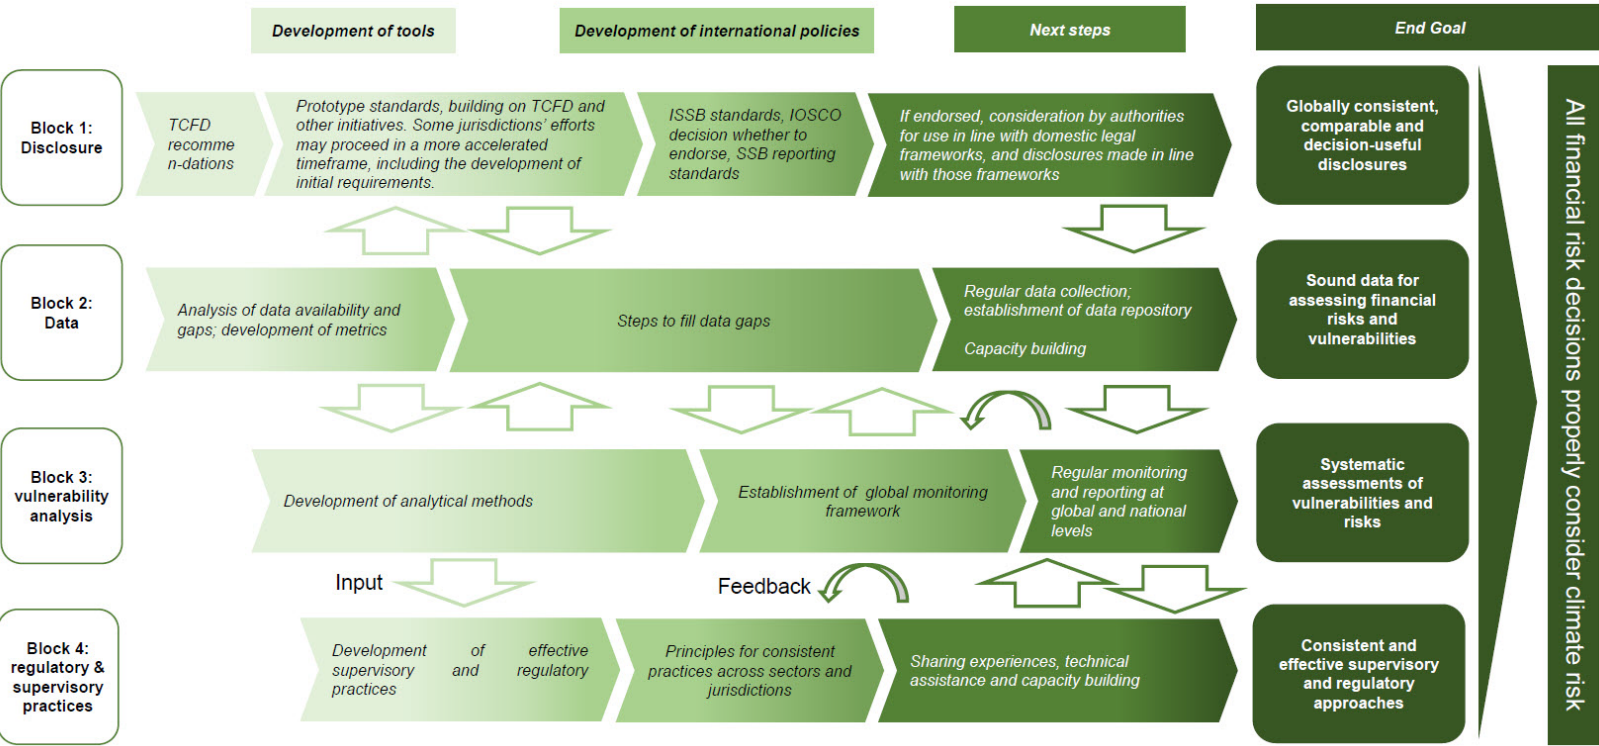 Development of tools
Development of international policies
Next steps
End Goal
Block 1:
Disclosure
TCFD
recomme
n-dations
Prototype standards, building on TCFD and
other initiatives. Some jurisdictions' efforts
may proceed in a more accelerated
timeframe, including the development of
initial requirements.
ISSB standards, IOSCO
decision whether to
endorse, SSB reporting
standards
If endorsed, consideration by authorities
for use in line with domestic legal
frameworks, and disclosures made in line
with those frameworks
Globally consistent,
comparable and
decision-useful
disclosures
Block 2:
Data
Analysis of data availability and
gaps; development of metrics
Steps to fill data gaps
Regular data collection;
establishment of data repository
Capacity building
Sound data for
assessing financial
risks and
vulnerabilities
Block 3:
vulnerability
analysis
Development of analytical methods
Establishment of global monitoring
framework
Regular monitoring
and reporting at
global and national
levels
Systematic
assessments of
vulnerabilities and
risks
Input
Feedback
Block 4:
regulatory &
supervisory
practices
Development of effective
supervisory and regulatory
practices
Principles for consistent
practices across sectors and
jurisdictions
Sharing experiences, technical
assistance and capacity building
Consistent and
effective supervisory
and regulatory
approaches
All financial risk decisions properly consider climate risk